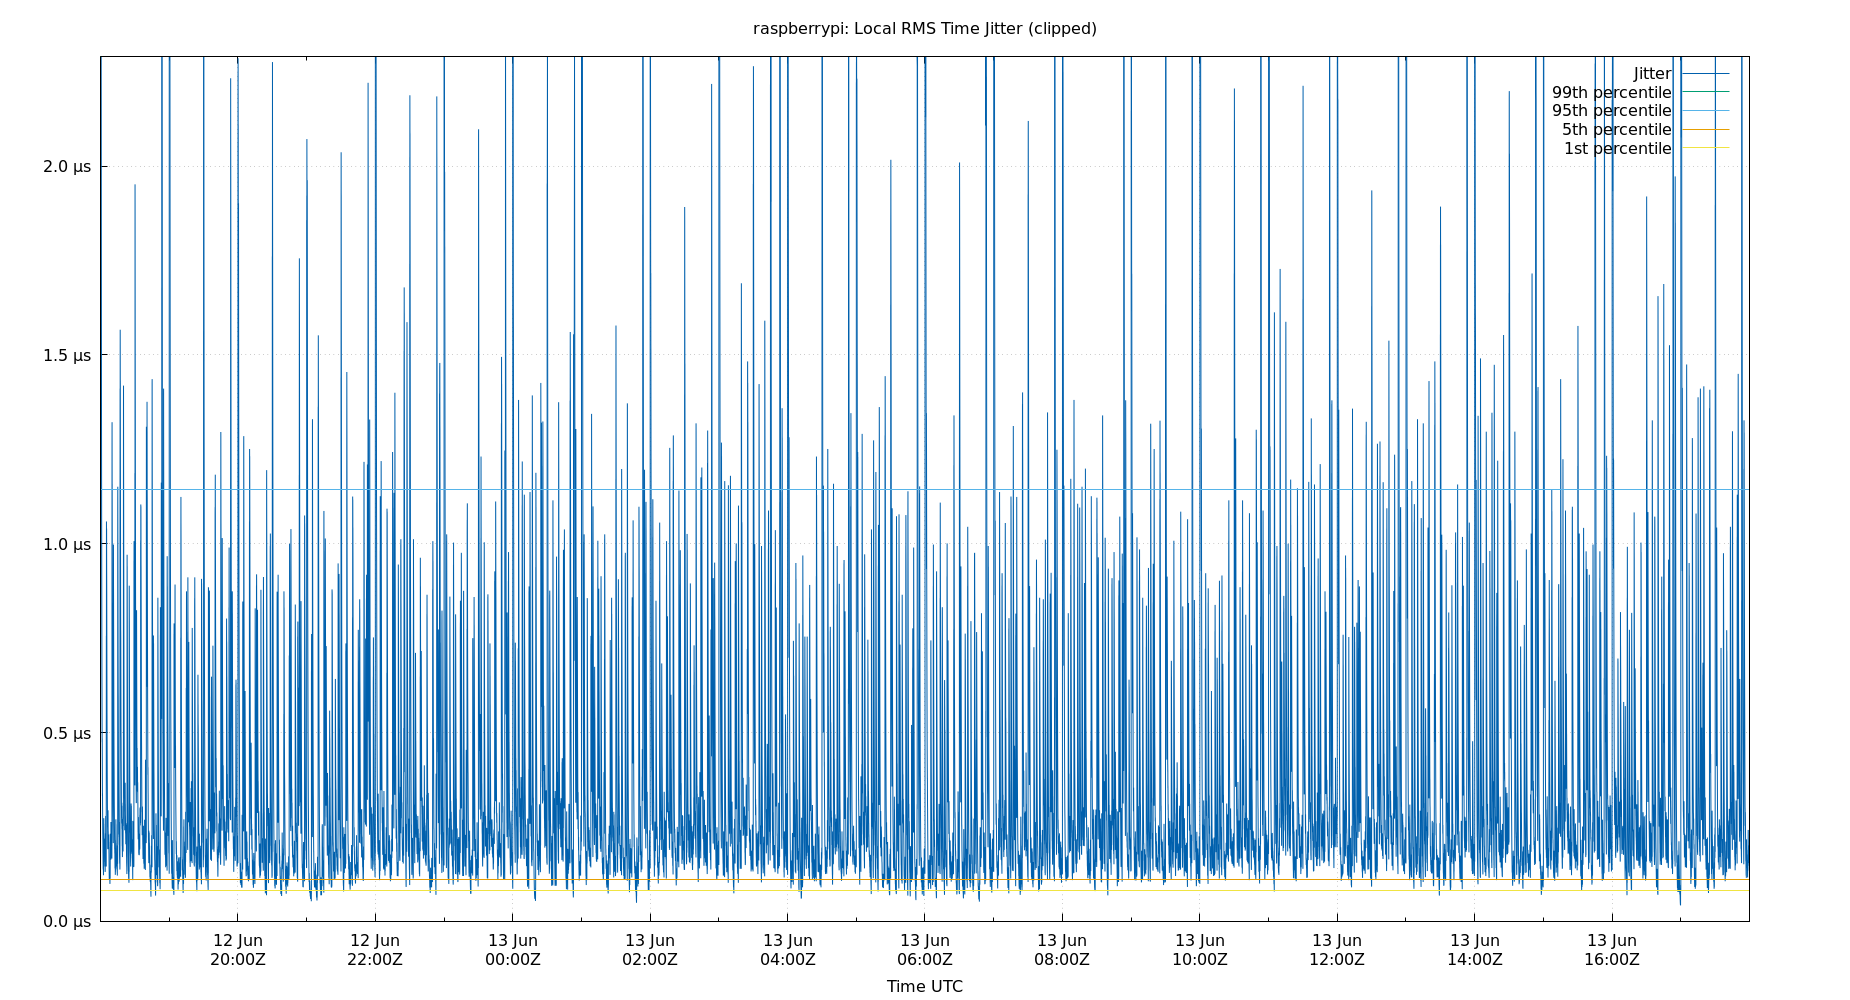 raspberrypi: Local RMS Time Jitter (clipped)
Jitter
99th percentile
95th percentile
5th percentile
1st percentile
2.0 µs
1.5 µs
1.0 µs
0.5 µs
0.0 µs
12 Jun 12 Jun 13 Jun 13 Jun 13 Jun 13 Jun 13 Jun 13 Jun 13 Jun 13 Jun 13 Jun
20:00Z 22:00Z 00:00Z 02:00Z 04:00Z 06:00Z 08:00Z 10:00Z 12:00Z 14:00Z 16:00Z
Time UTC